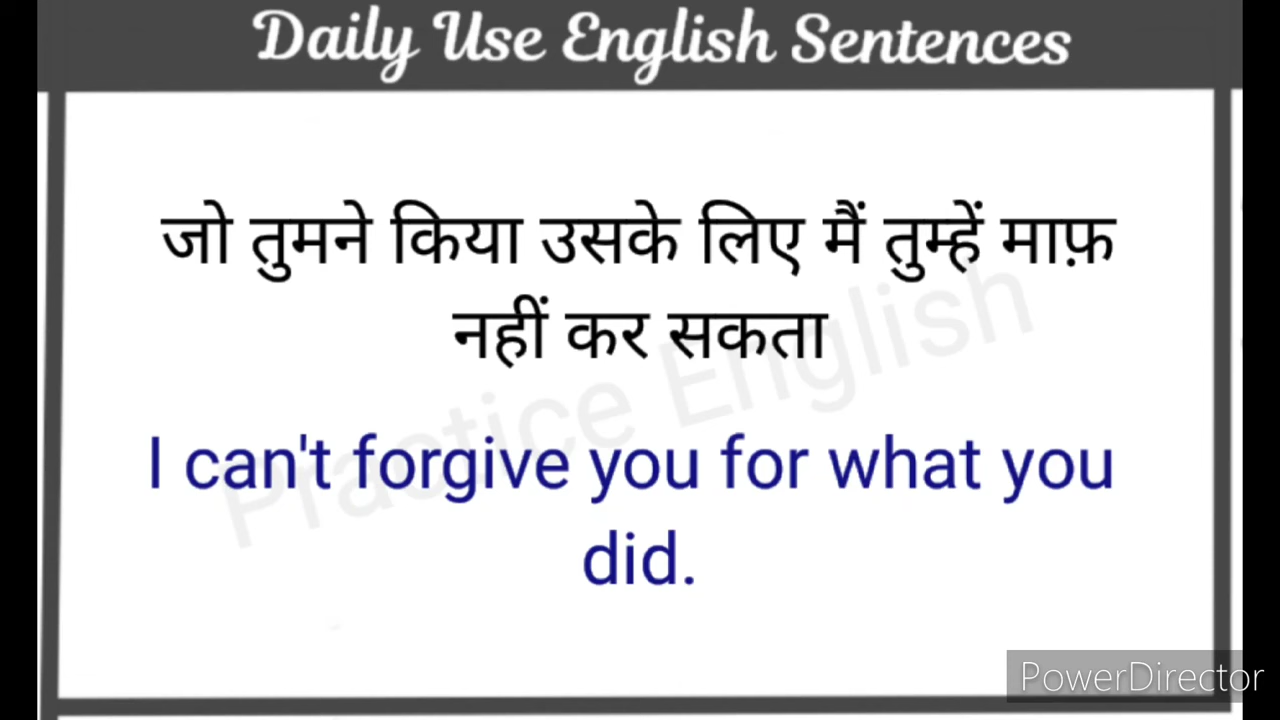 Daily Use English Sentences
जो तुमने किया उसके लिए मैं तुम्हें माफ़
नहीं कर सकता
Practice English
I can't forgive you for what you
did.
PowerDirector